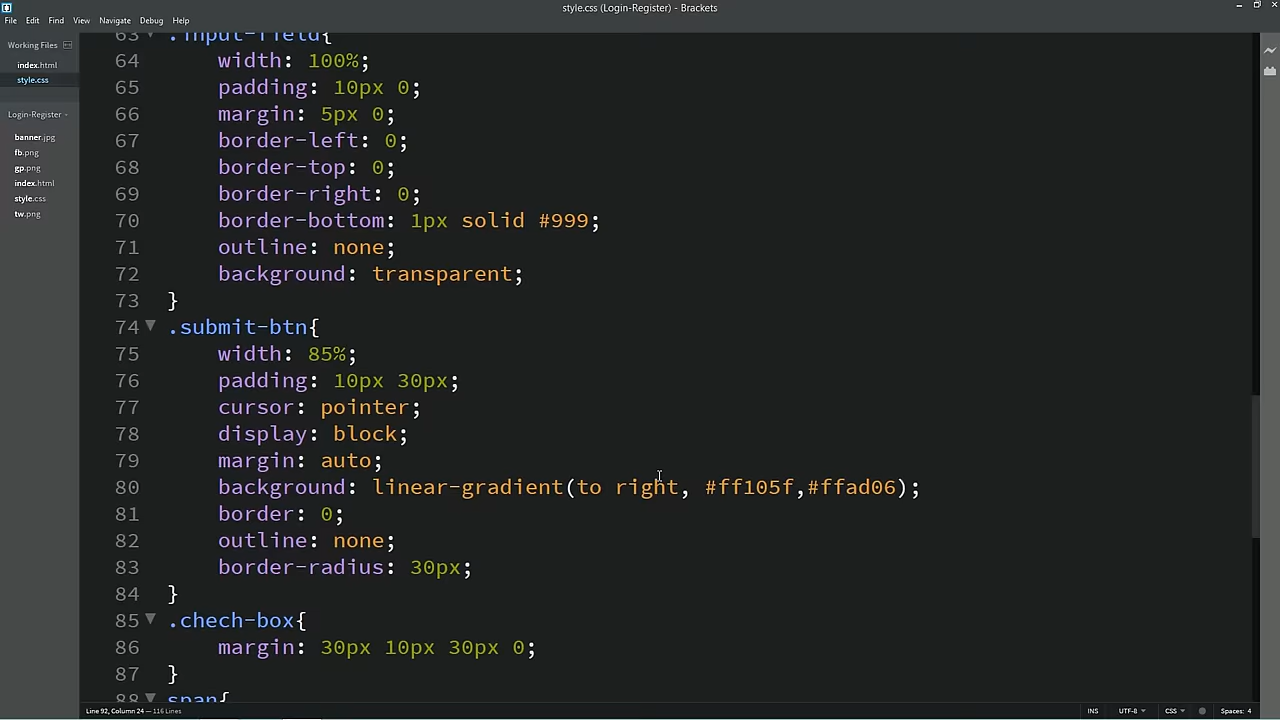 style.css (Login-Register) - Brackets
File Edit Find View Navigate Debug Help
Working Files
index.html
style.css
Login-Register
banner.jpg
fb.png
gp.png
index.html
style.css
tw.png
63 .input-field{
64 width: 100%;
65 padding: 10px 0;
66 margin: 5px 0;
67 border-left: 0;
68 border-top: 0;
69 border-right: 0;
70 border-bottom: 1px solid #999;
71 outline: none;
72 background: transparent;
73 }
74 .submit-btn{
75 width: 85%;
76 padding: 10px 30px;
77 cursor: pointer;
78 display: block;
79 margin: auto;
80 background: linear-gradient(to right, #ff105f,#ffad06);
81 border: 0;
82 outline: none;
83 border-radius: 30px;
84 }
85 .chech-box{
86 margin: 30px 10px 30px 0;
87 }
88 span{
Line 92, Column 24 — 116 Lines
INS UTF-8 CSS Spaces: 4